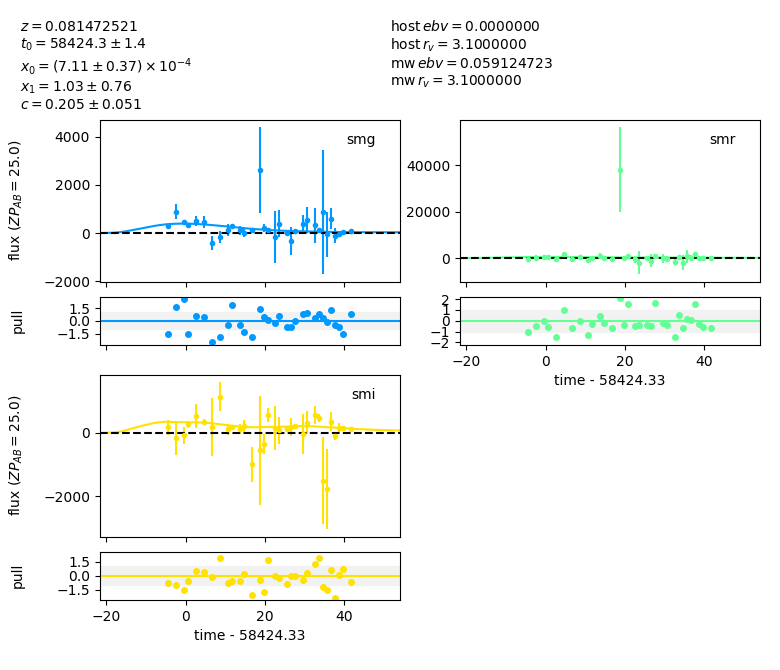 z = 0.081472521
t₀ = 58424.3 ± 1.4
x₀ = (7.11 ± 0.37) × 10⁻⁴
x₁ = 1.03 ± 0.76
c = 0.205 ± 0.051
host ebv = 0.0000000
host r_v = 3.1000000
mw ebv = 0.059124723
mw r_v = 3.1000000
smg
4000
2000
0
−2000
flux (ZP_AB = 25.0)
1.5
0.0
−1.5
pull
smr
40000
20000
0
2
1
0
−1
−2
−20 0 20 40
time - 58424.33
smi
0
−2000
flux (ZP_AB = 25.0)
1.5
0.0
−1.5
pull
−20 0 20 40
time - 58424.33